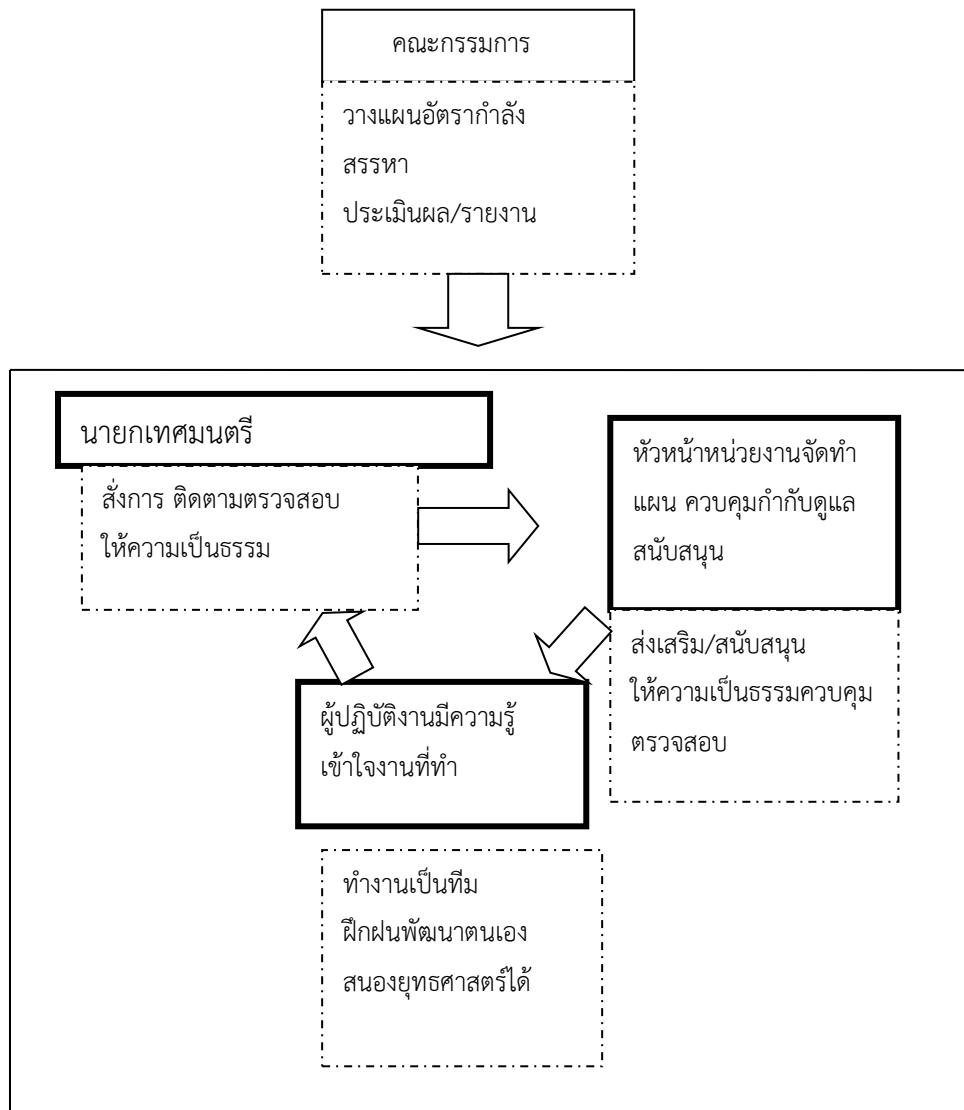 คณะกรรมการ
วางแผนอัตรากำลัง
สรรหา
ประเมินผล/รายงาน
นายกเทศมนตรี
สั่งการ ติดตามตรวจสอบ
ให้ความเป็นธรรม
หัวหน้าหน่วยงานจัดทำ
แผน ควบคุมกำกับดูแล
สนับสนุน
ส่งเสริม/สนับสนุน
ให้ความเป็นธรรมควบคุม
ตรวจสอบ
ผู้ปฏิบัติงานมีความรู้
เข้าใจงานที่ทำ
ทำงานเป็นทีม
ฝึกฝนพัฒนาตนเอง
สนองยุทธศาสตร์ได้